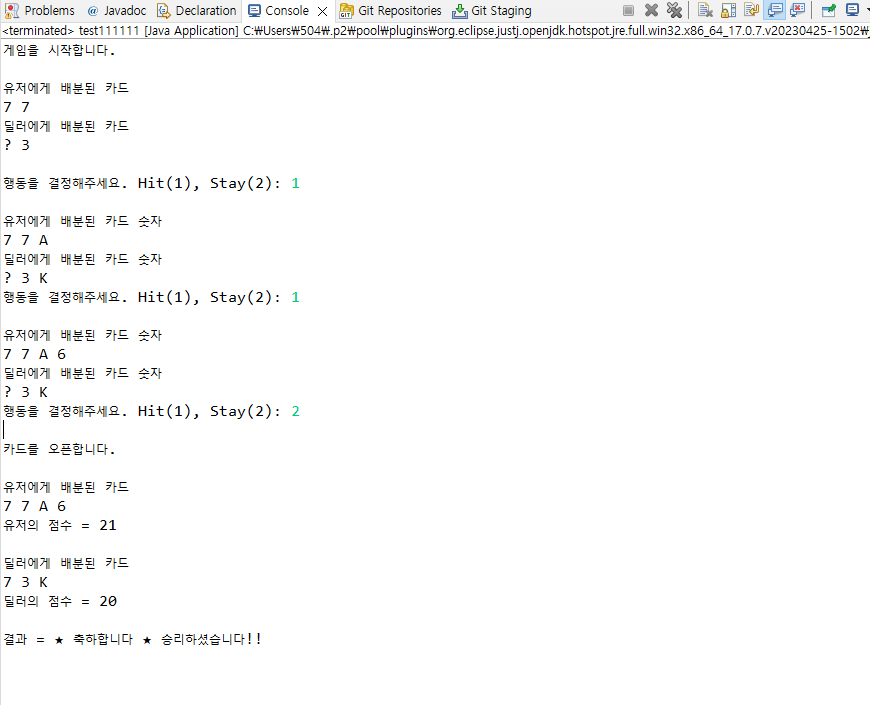 Problems @ Javadoc Declaration Console Git Repositories Git Staging
<terminated> test111111 [Java Application] C:₩Users₩504₩.p2₩pool₩plugins₩org.eclipse.justj.openjdk.hotspot.jre.full.win32.x86_64_17.0.7.v20230425-1502₩
게임을 시작합니다.
유저에게 배분된 카드
7 7
딜러에게 배분된 카드
? 3
행동을 결정해주세요. Hit(1), Stay(2): 1
유저에게 배분된 카드 숫자
7 7 A
딜러에게 배분된 카드 숫자
? 3 K
행동을 결정해주세요. Hit(1), Stay(2): 1
유저에게 배분된 카드 숫자
7 7 A 6
딜러에게 배분된 카드 숫자
? 3 K
행동을 결정해주세요. Hit(1), Stay(2): 2
카드를 오픈합니다.
유저에게 배분된 카드
7 7 A 6
유저의 점수 = 21
딜러에게 배분된 카드
7 3 K
딜러의 점수 = 20
결과 = ★ 축하합니다 ★ 승리하셨습니다!!